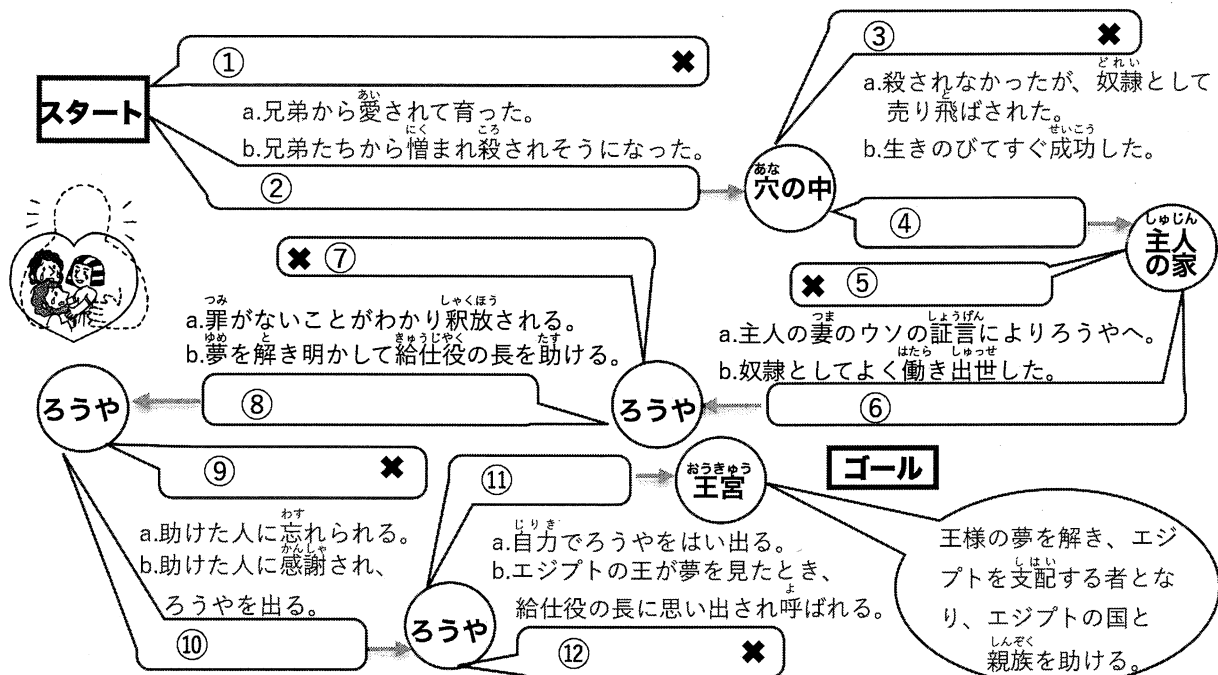 スタート
① ✖
a.兄弟から愛されて育った。
b.兄弟たちから憎まれ殺されそうになった。
②
③ ✖
a.殺されなかったが、奴隷として
売り飛ばされた。
b.生きのびてすぐ成功した。
穴の中
④
主人
の家
✖ ⑤
a.主人の妻のウソの証言によりろうやへ。
b.奴隷としてよく働き出世した。
⑥
✖ ⑦
a.罪がないことがわかり釈放される。
b.夢を解き明かして給仕役の長を助ける。
ろうや
⑧
ろうや
⑨ ✖
a.助けた人に忘れられる。
b.助けた人に感謝され、
ろうやを出る。
⑩
ろうや
⑪
a.自力でろうやをはい出る。
b.エジプトの王が夢を見たとき、
給仕役の長に思い出され呼ばれる。
⑫ ✖
王宮
ゴール
王様の夢を解き、エジ
プトを支配する者とな
り、エジプトの国と
親族を助ける。